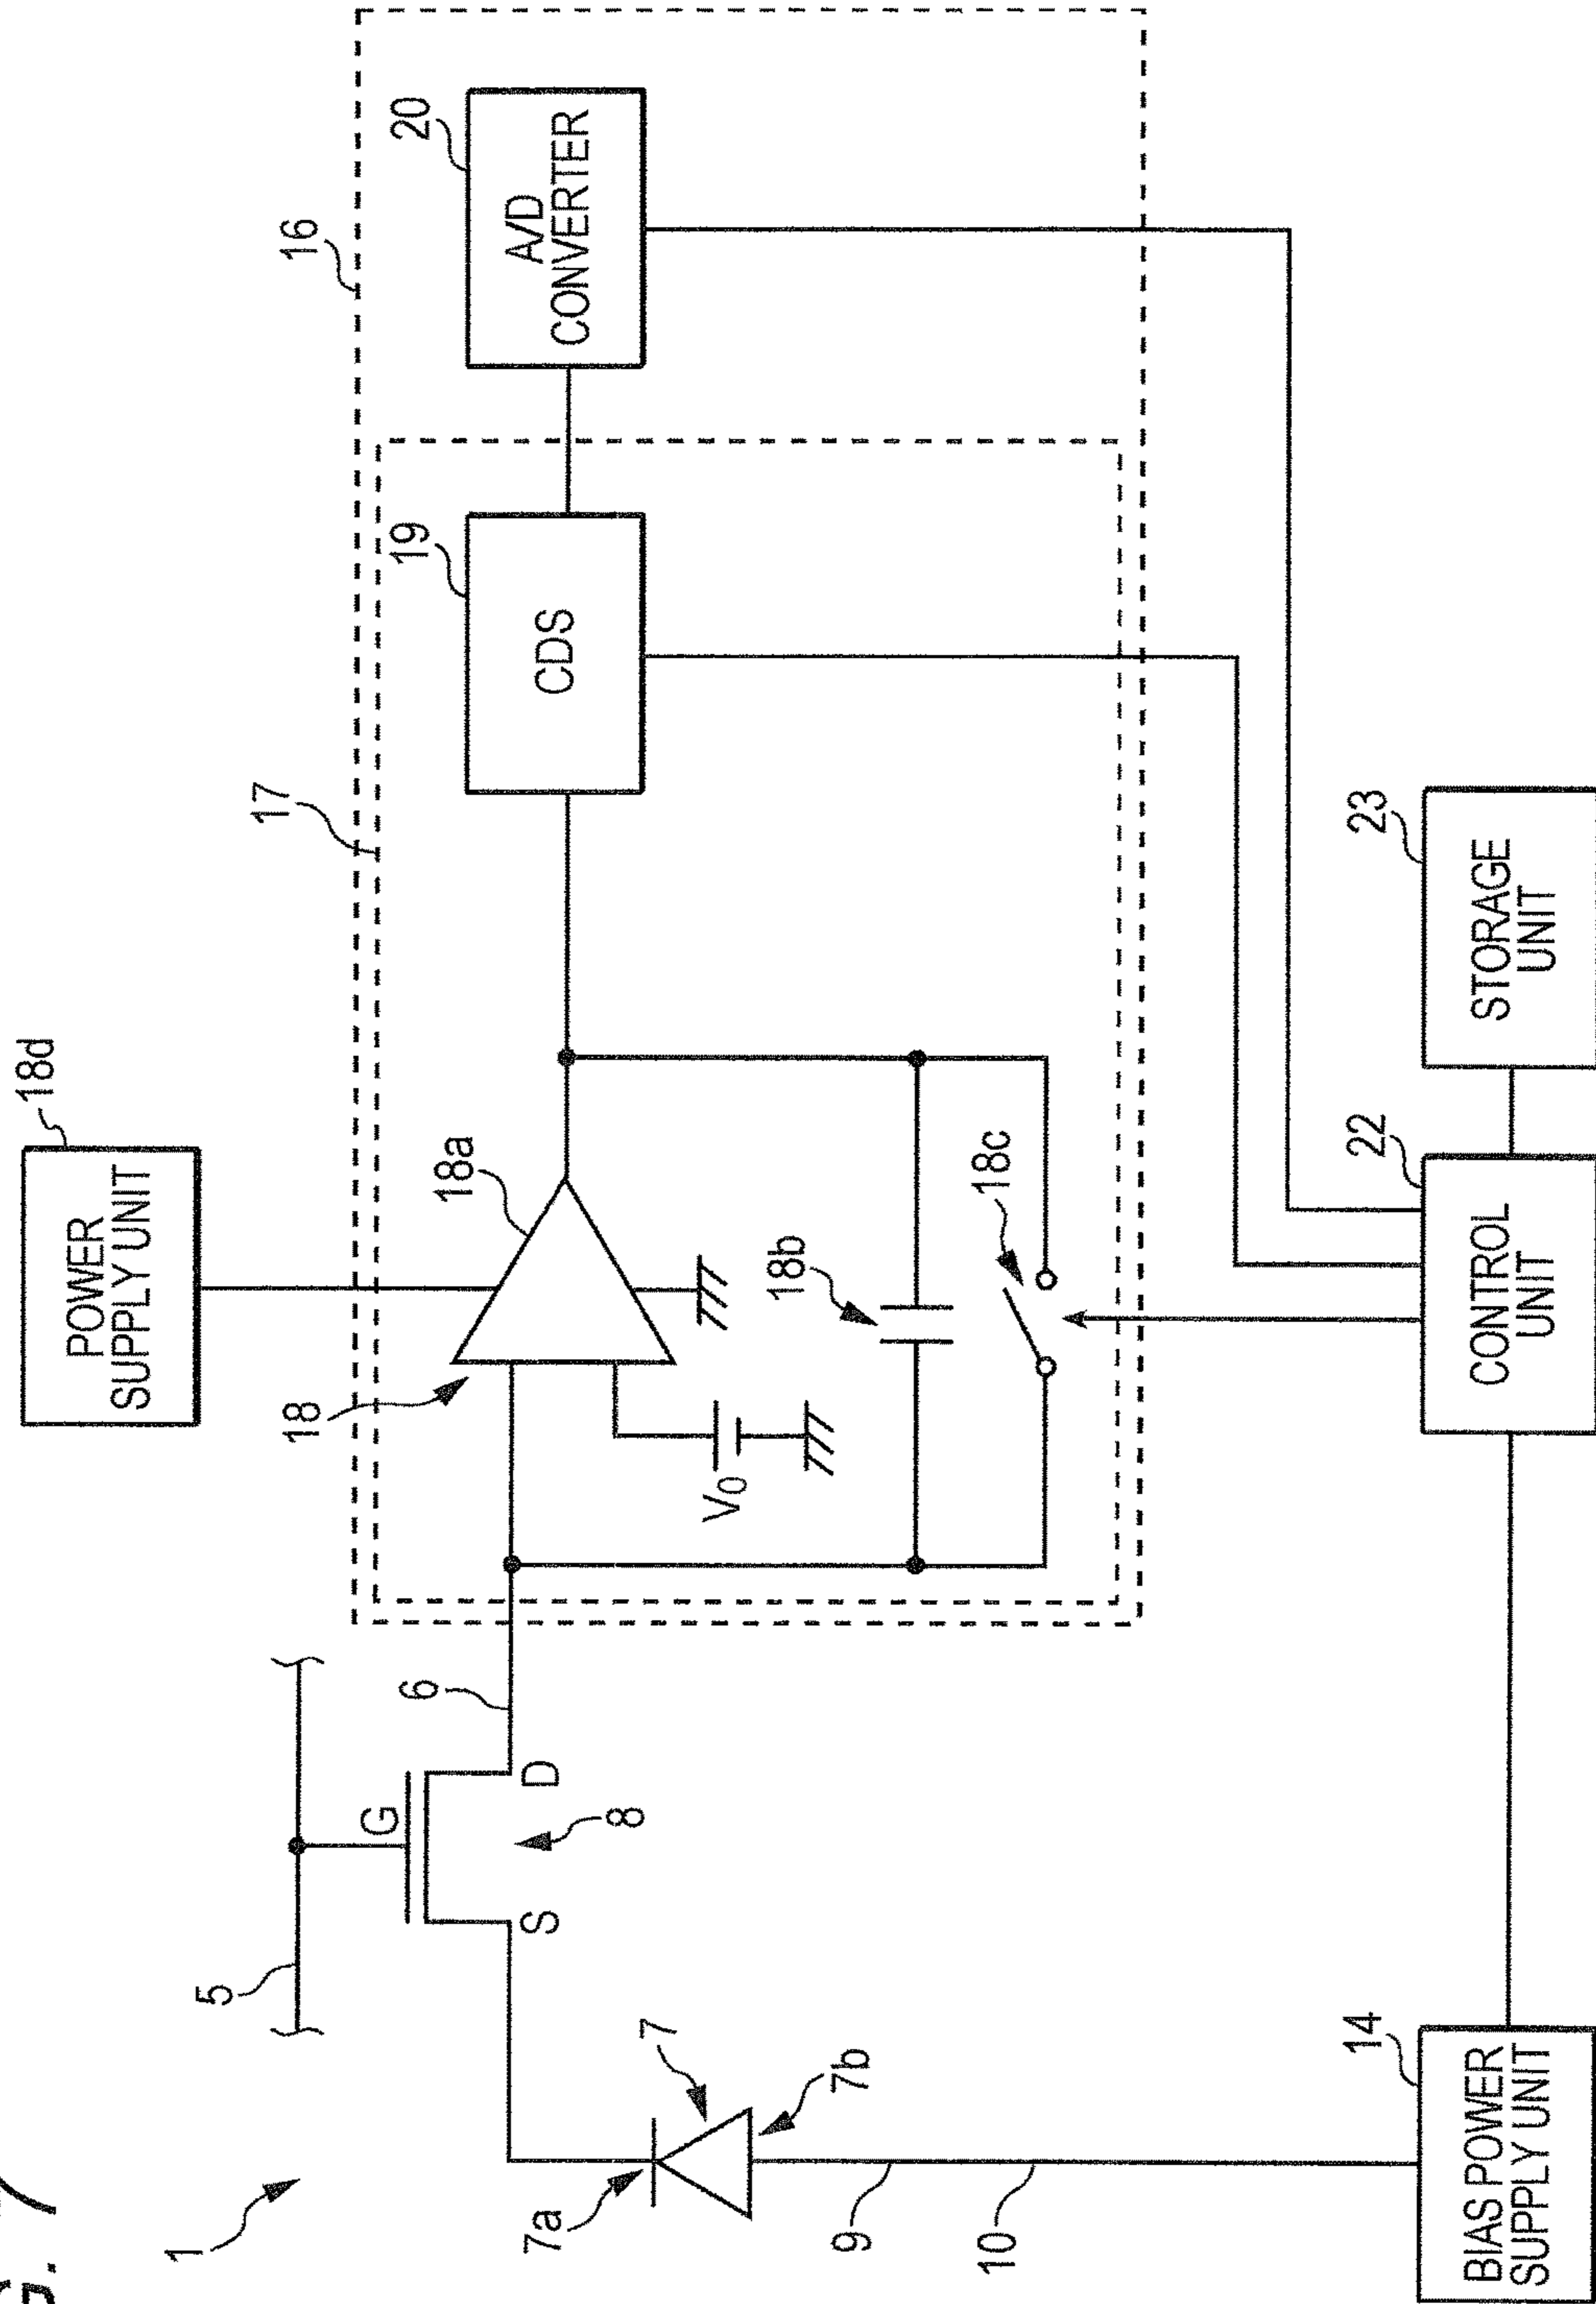 G. 7
1
5
G
S
D
8
6
7
7a
7b
9
10
14
BIAS POWER
SUPPLY UNIT
POWER
SUPPLY UNIT
18d
18
18a
V0
18b
18c
17
16
19
CDS
20
A/D
CONVERTER
22
CONTROL
UNIT
23
STORAGE
UNIT